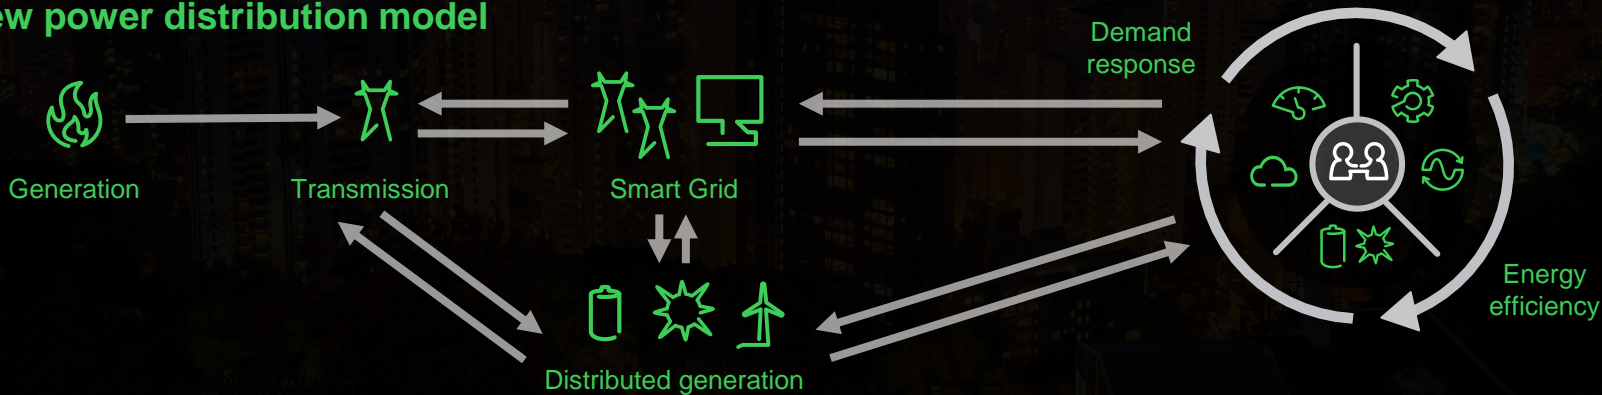 ew power distribution model
Demand
response
Generation
Transmission
Smart Grid
Energy
efficiency
Distributed generation